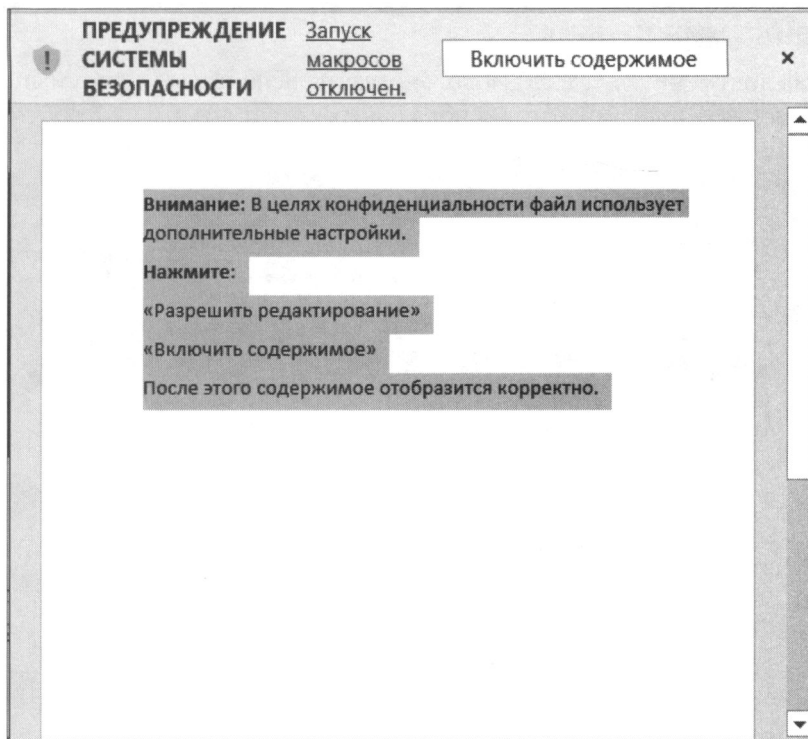 ПРЕДУПРЕЖДЕНИЕ
СИСТЕМЫ
БЕЗОПАСНОСТИ
Запуск
макросов
отключен.
Включить содержимое
Внимание: В целях конфиденциальности файл использует
дополнительные настройки.
Нажмите:
«Разрешить редактирование»
«Включить содержимое»
После этого содержимое отобразится корректно.